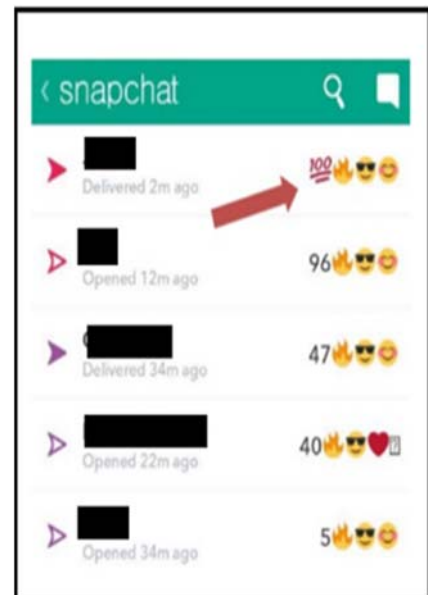 snapchat
💯🔥😎😊
Delivered 2m ago
96🔥😎😊
Opened 12m ago
47🔥😎😊
Delivered 34m ago
40🔥😎❤️
Opened 22m ago
5🔥😎😊
Opened 34m ago